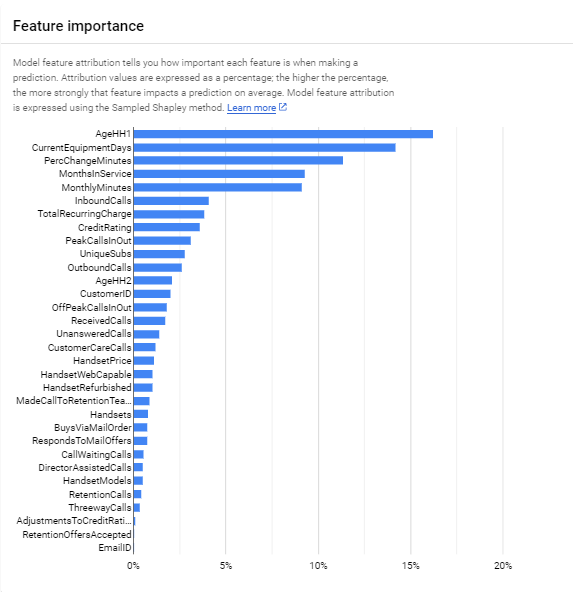 Feature importance
Model feature attribution tells you how important each feature is when making a
prediction. Attribution values are expressed as a percentage; the higher the percentage,
the more strongly that feature impacts a prediction on average. Model feature attribution
is expressed using the Sampled Shapley method. Learn more
AgeHH1
CurrentEquipmentDays
PercChangeMinutes
MonthsInService
MonthlyMinutes
InboundCalls
TotalRecurringCharge
CreditRating
PeakCallsInOut
UniqueSubs
OutboundCalls
AgeHH2
CustomerID
OffPeakCallsInOut
ReceivedCalls
UnansweredCalls
CustomerCareCalls
HandsetPrice
HandsetWebCapable
HandsetRefurbished
MadeCallToRetentionTea...
Handsets
BuysViaMailOrder
RespondsToMailOffers
CallWaitingCalls
DirectorAssistedCalls
HandsetModels
RetentionCalls
ThreewayCalls
AdjustmentsToCreditRati...
RetentionOffersAccepted
EmailID
0% 5% 10% 15% 20%